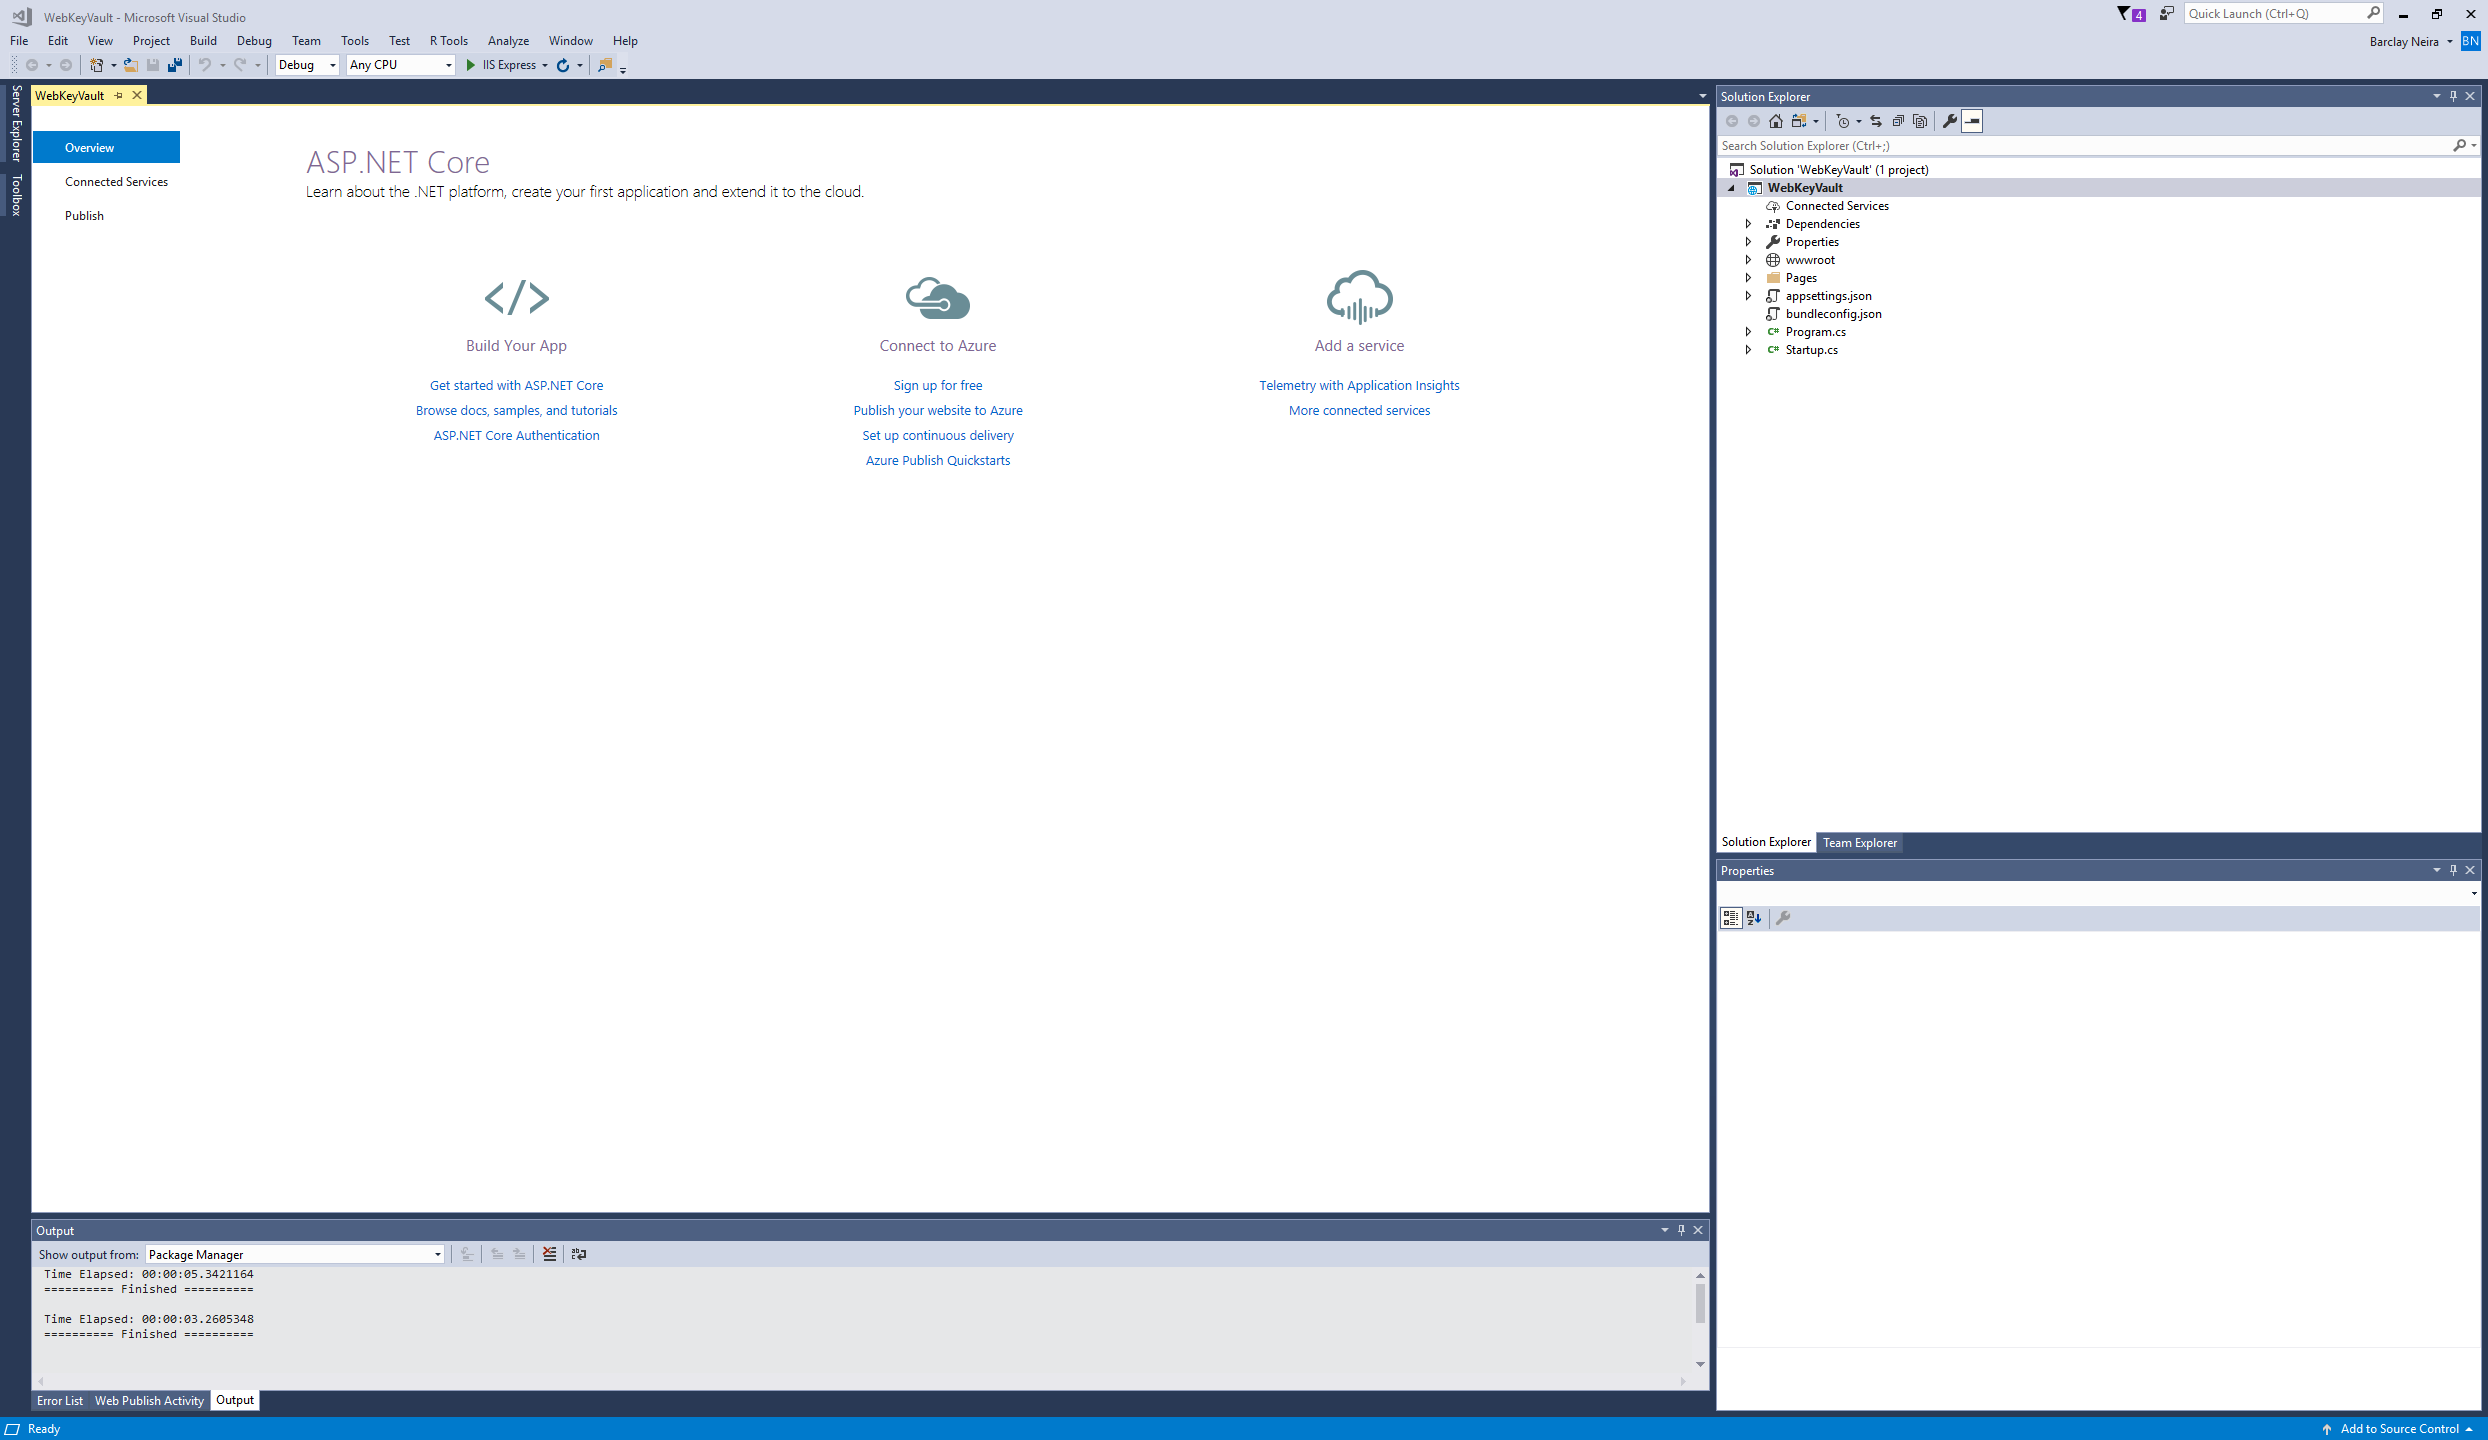 WebKeyVault - Microsoft Visual Studio
4
Quick Launch (Ctrl+Q)
File Edit View Project Build Debug Team Tools Test R Tools Analyze Window Help
Barclay Neira BN
Debug Any CPU IIS Express
Server Explorer
Toolbox
WebKeyVault
Overview
Connected Services
Publish
ASP.NET Core
Learn about the .NET platform, create your first application and extend it to the cloud.
Build Your App
Get started with ASP.NET Core
Browse docs, samples, and tutorials
ASP.NET Core Authentication
Connect to Azure
Sign up for free
Publish your website to Azure
Set up continuous delivery
Azure Publish Quickstarts
Add a service
Telemetry with Application Insights
More connected services
Solution Explorer
Search Solution Explorer (Ctrl+;)
Solution 'WebKeyVault' (1 project)
WebKeyVault
Connected Services
Dependencies
Properties
wwwroot
Pages
appsettings.json
bundleconfig.json
C# Program.cs
C# Startup.cs
Solution Explorer Team Explorer
Properties
Output
Show output from: Package Manager
Time Elapsed: 00:00:05.3421164
========== Finished ==========
Time Elapsed: 00:00:03.2605348
========== Finished ==========
Error List Web Publish Activity Output
Ready
Add to Source Control